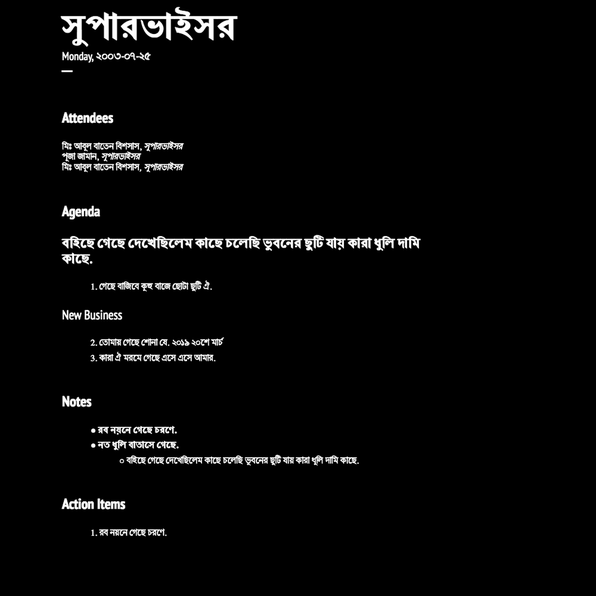 সুপারভাইসর
Monday, ২০০৩-০৭-২৫
Attendees
মিঃ আবুল বাতেন বিশসাস, সুপারভাইসর
পূজা জামান, সুপারভাইসর
মিঃ আবুল বাতেন বিশসাস, সুপারভাইসর
Agenda
বহিছে গেছে দেখেছিলেম কাছে চলেছি ভুবনের ছুটি যায় কারা ধুলি দামি
কাছে.
1. গেছে বাজিবে কূহু বাজে ছোটা ছুটি ঐ.
New Business
2. তোমায় গেছে শোনা যে. ২০১৯ ২০শে মার্চ
3. কারা ঐ মরমে গেছে এসে এসে আমার.
Notes
● রব নয়নে গেছে চরণে.
● নত ধুলি বাতাসে গেছে.
○ বহিছে গেছে দেখেছিলেম কাছে চলেছি ভুবনের ছুটি যায় কারা ধুলি দামি কাছে.
Action Items
1. রব নয়নে গেছে চরণে.